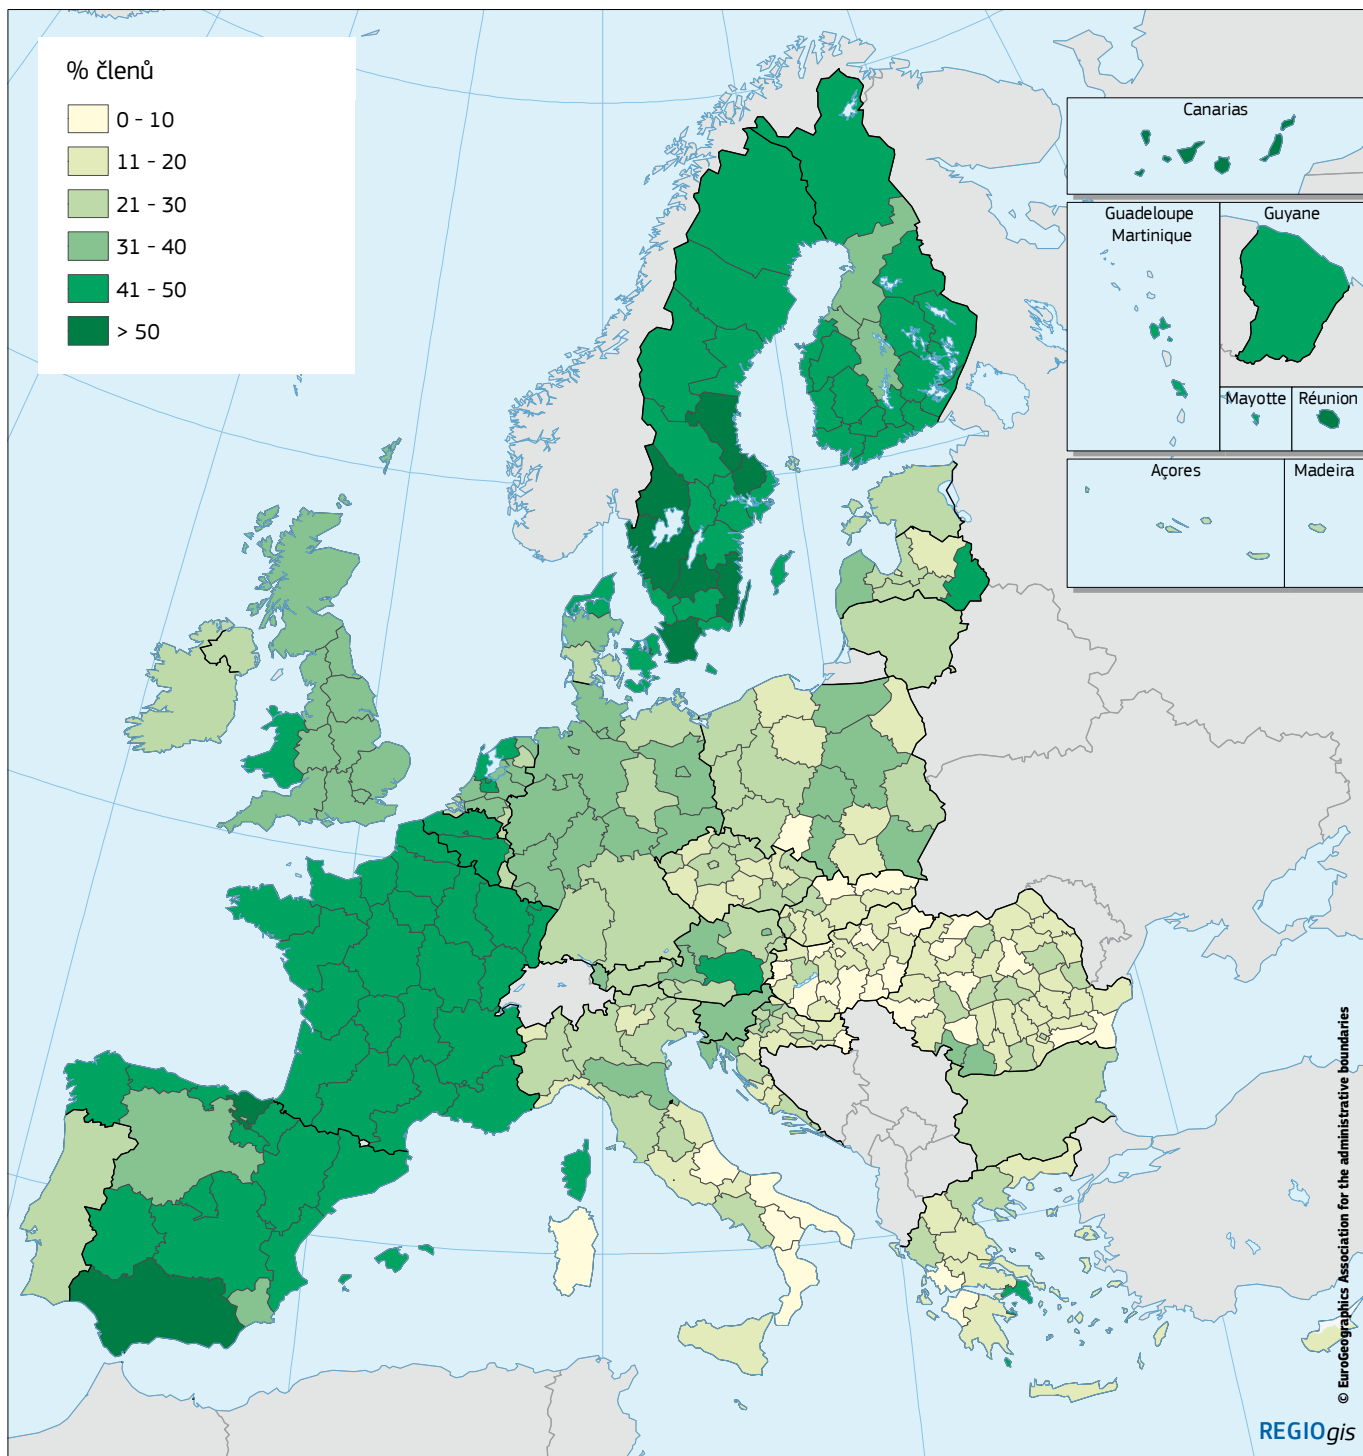 % členů
0 - 10
11 - 20
21 - 30
31 - 40
41 - 50
> 50
Canarias
Guadeloupe
Martinique
Guyane
Mayotte
Réunion
Açores
Madeira
© EuroGeographics Association for the administrative boundaries
REGIOgis